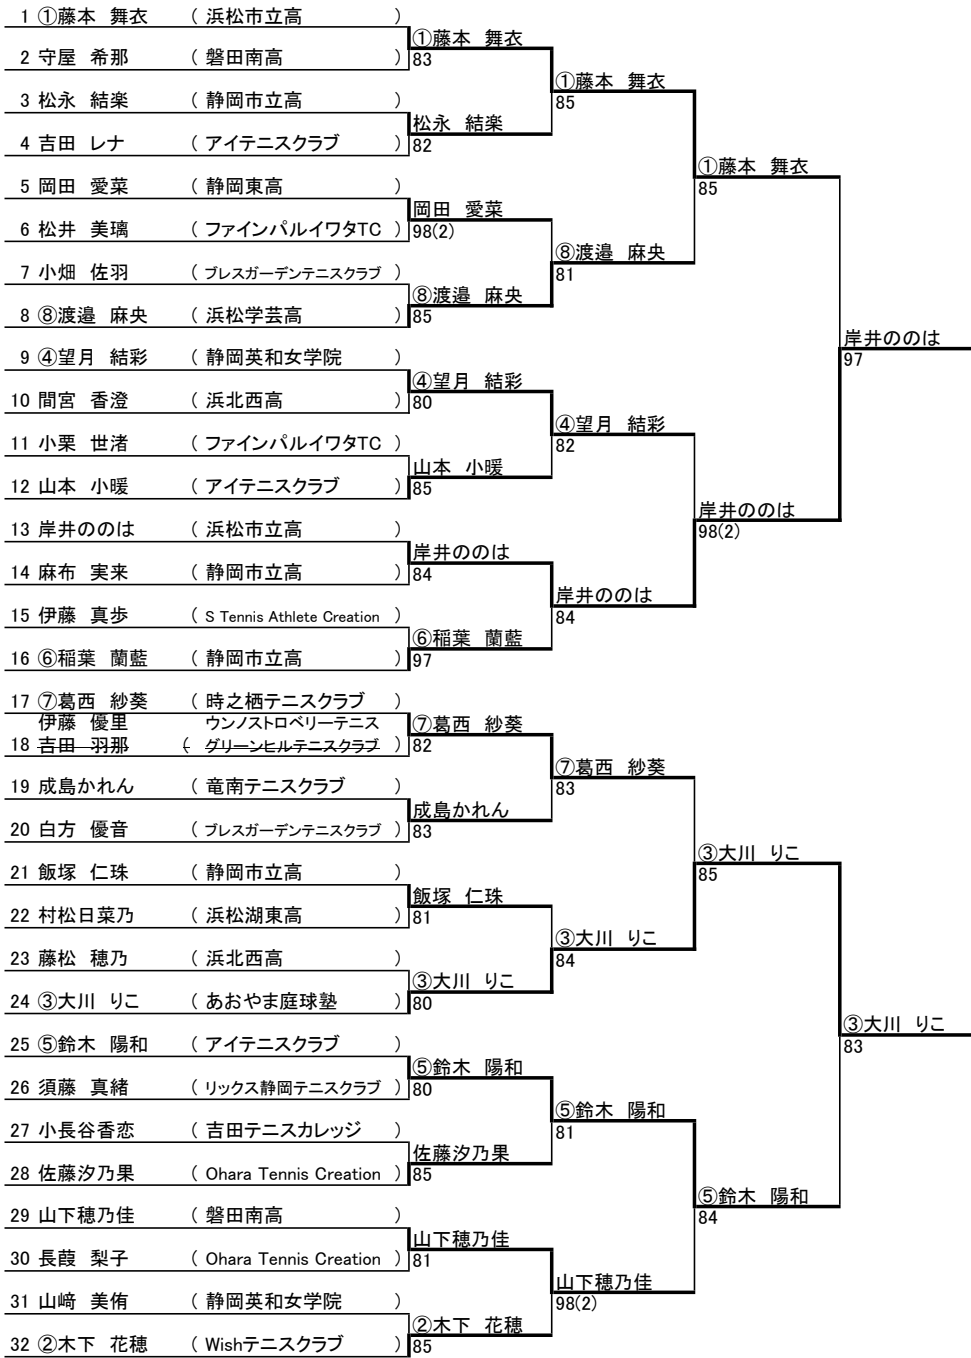 1 ①藤本 舞衣 ( 浜松市立高 )
2 守屋 希那 ( 磐田南高 )
3 松永 結楽 ( 静岡市立高 )
4 吉田 レナ ( アイテニスクラブ )
5 岡田 愛菜 ( 静岡東高 )
6 松井 美璃 ( ファインパルイワタTC )
7 小畑 佐羽 ( ブレスガーデンテニスクラブ )
8 ⑧渡邉 麻央 ( 浜松学芸高 )
9 ④望月 結彩 ( 静岡英和女学院 )
10 間宮 香澄 ( 浜北西高 )
11 小栗 世渚 ( ファインパルイワタTC )
12 山本 小暖 ( アイテニスクラブ )
13 岸井ののは ( 浜松市立高 )
14 麻布 実来 ( 静岡市立高 )
15 伊藤 真歩 ( S Tennis Athlete Creation )
16 ⑥稲葉 蘭藍 ( 静岡市立高 )
17 ⑦葛西 紗葵 ( 時之栖テニスクラブ )
伊藤 優里 ウンノストロベリーテニス
18 吉田 羽那 ( グリーンヒルテニスクラブ )
19 成島かれん ( 竜南テニスクラブ )
20 白方 優音 ( ブレスガーデンテニスクラブ )
21 飯塚 仁珠 ( 静岡市立高 )
22 村松日菜乃 ( 浜松湖東高 )
23 藤松 穂乃 ( 浜北西高 )
24 ③大川 りこ ( あおやま庭球塾 )
25 ⑤鈴木 陽和 ( アイテニスクラブ )
26 須藤 真緒 ( リックス静岡テニスクラブ )
27 小長谷香恋 ( 吉田テニスカレッジ )
28 佐藤汐乃果 ( Ohara Tennis Creation )
29 山下穂乃佳 ( 磐田南高 )
30 長葭 梨子 ( Ohara Tennis Creation )
31 山﨑 美侑 ( 静岡英和女学院 )
32 ②木下 花穂 ( Wishテニスクラブ )
①藤本 舞衣
83
松永 結楽
82
岡田 愛菜
98(2)
⑧渡邉 麻央
85
④望月 結彩
80
山本 小暖
85
岸井ののは
84
⑥稲葉 蘭藍
97
⑦葛西 紗葵
82
成島かれん
83
飯塚 仁珠
81
③大川 りこ
80
⑤鈴木 陽和
80
佐藤汐乃果
85
山下穂乃佳
81
②木下 花穂
85
①藤本 舞衣
85
⑧渡邉 麻央
81
④望月 結彩
82
岸井ののは
84
⑦葛西 紗葵
83
③大川 りこ
84
⑤鈴木 陽和
81
山下穂乃佳
98(2)
①藤本 舞衣
85
岸井ののは
98(2)
③大川 りこ
85
⑤鈴木 陽和
84
岸井ののは
97
③大川 りこ
83